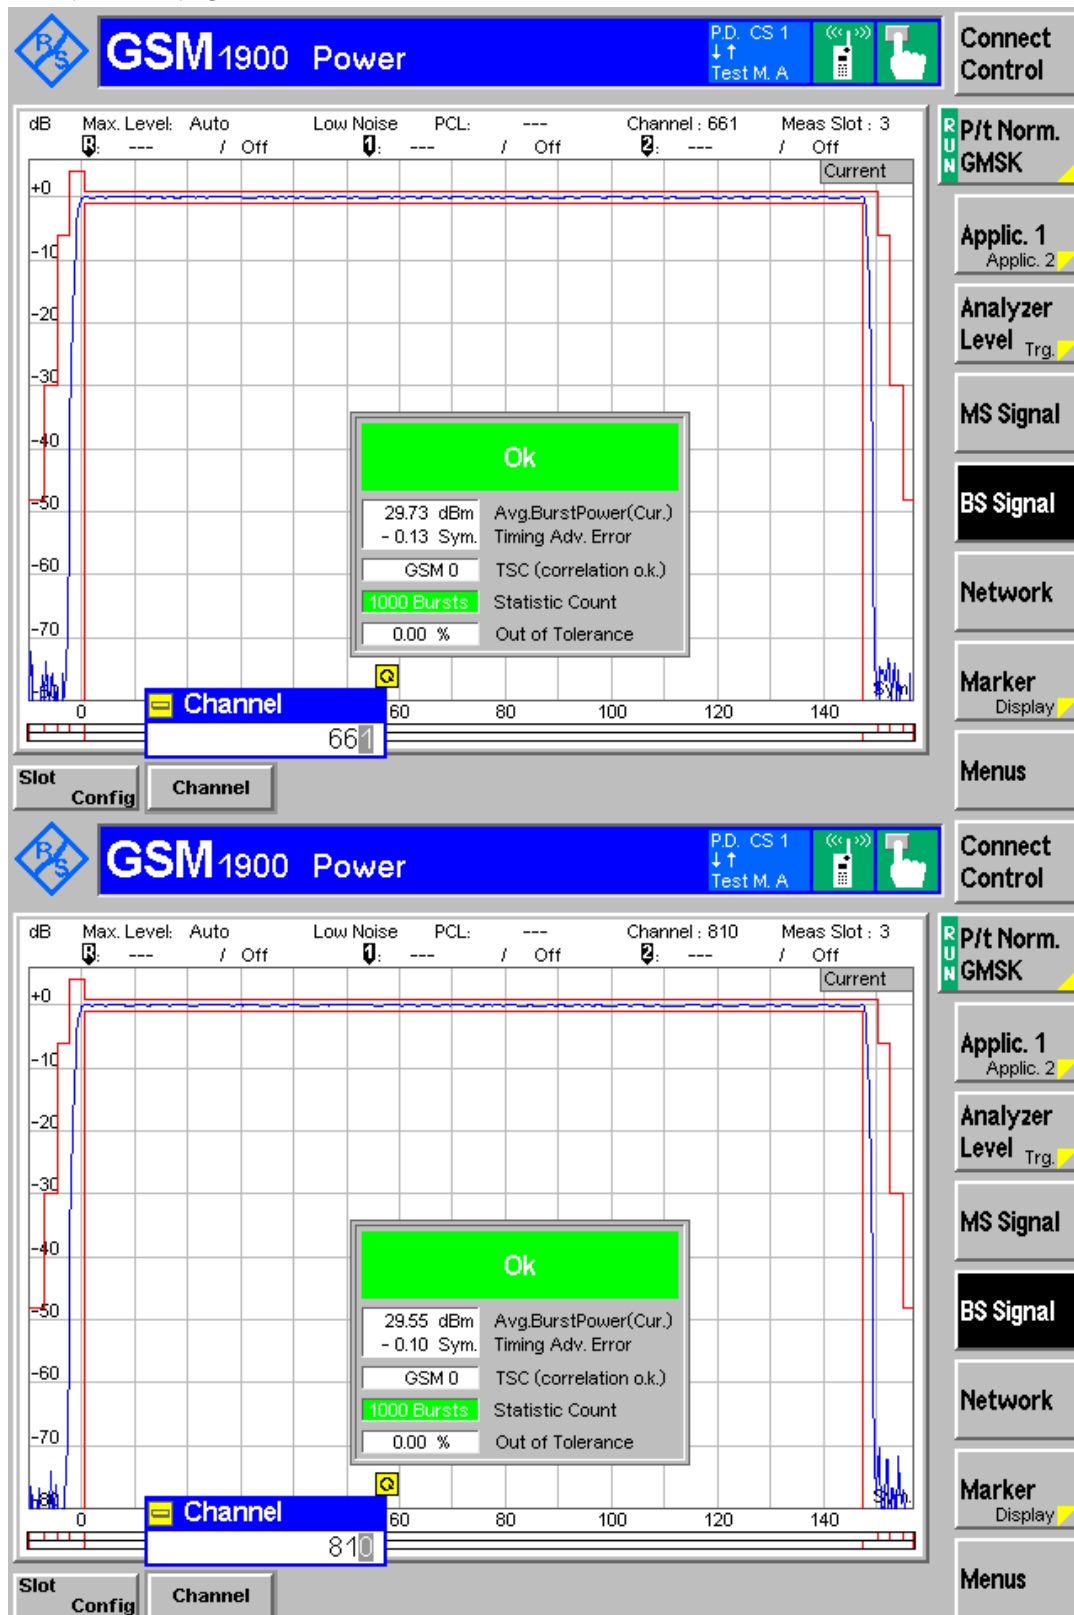 R/S GSM 1900 Power P.D. CS 1 Connect
↓↑ Control
Test M. A
dB Max. Level: Auto Low Noise PCL: --- Channel : 661 Meas Slot : 3
R: --- / Off 1: --- / Off 2: --- / Off
RUN P/t Norm.
GMSK
Current
+0
-10
-20
-30
-40
-50
-60
-70
Applic. 1
Applic. 2
Analyzer
Level Trg.
MS Signal
BS Signal
Network
Marker
Display
Menus
Ok
29.73 dBm Avg.BurstPower(Cur.)
- 0.13 Sym. Timing Adv. Error
GSM 0 TSC (correlation o.k.)
1000 Bursts Statistic Count
0.00 % Out of Tolerance
0 60 80 100 120 140
Channel
661
Slot
Config
Channel
R/S GSM 1900 Power P.D. CS 1 Connect
↓↑ Control
Test M. A
dB Max. Level: Auto Low Noise PCL: --- Channel : 810 Meas Slot : 3
R: --- / Off 1: --- / Off 2: --- / Off
RUN P/t Norm.
GMSK
Current
+0
-10
-20
-30
-40
-50
-60
-70
Applic. 1
Applic. 2
Analyzer
Level Trg.
MS Signal
BS Signal
Network
Marker
Display
Menus
Ok
29.55 dBm Avg.BurstPower(Cur.)
- 0.10 Sym. Timing Adv. Error
GSM 0 TSC (correlation o.k.)
1000 Bursts Statistic Count
0.00 % Out of Tolerance
0 60 80 100 120 140
Channel
810
Slot
Config
Channel